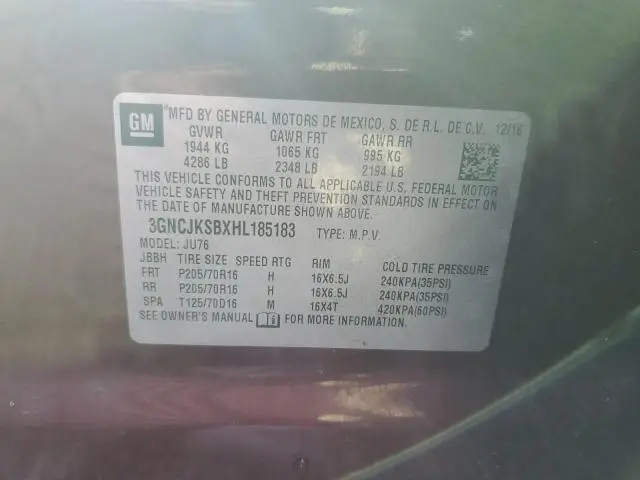 GM
®MFD BY GENERAL MOTORS DE MEXICO, S. DE R.L. DE C.V. 12/16
GVWR GAWR FRT GAWR RR
1944 KG 1065 KG 995 KG
4286 LB 2348 LB 2194 LB
THIS VEHICLE CONFORMS TO ALL APPLICABLE U.S. FEDERAL MOTOR
VEHICLE SAFETY AND THEFT PREVENTION STANDARDS IN EFFECT ON
THE DATE OF MANUFACTURE SHOWN ABOVE.
3GNCJKSBXHL185183 TYPE: M.P.V.
MODEL: JU76
JBBH TIRE SIZE SPEED RTG RIM COLD TIRE PRESSURE
FRT P205/70R16 H 16X6.5J 240KPA(35PSI)
RR P205/70R16 H 16X6.5J 240KPA(35PSI)
SPA T125/70D16 M 16X4T 420KPA(60PSI)
SEE OWNER'S MANUAL FOR MORE INFORMATION.